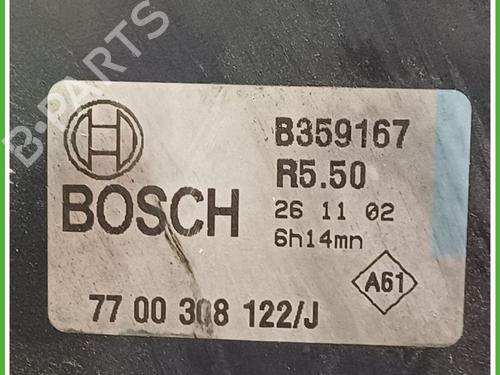 B-PARTS
BOSCH
B359167
R5.50
26 11 02
6h14mn
A61
77 00 308 122/J